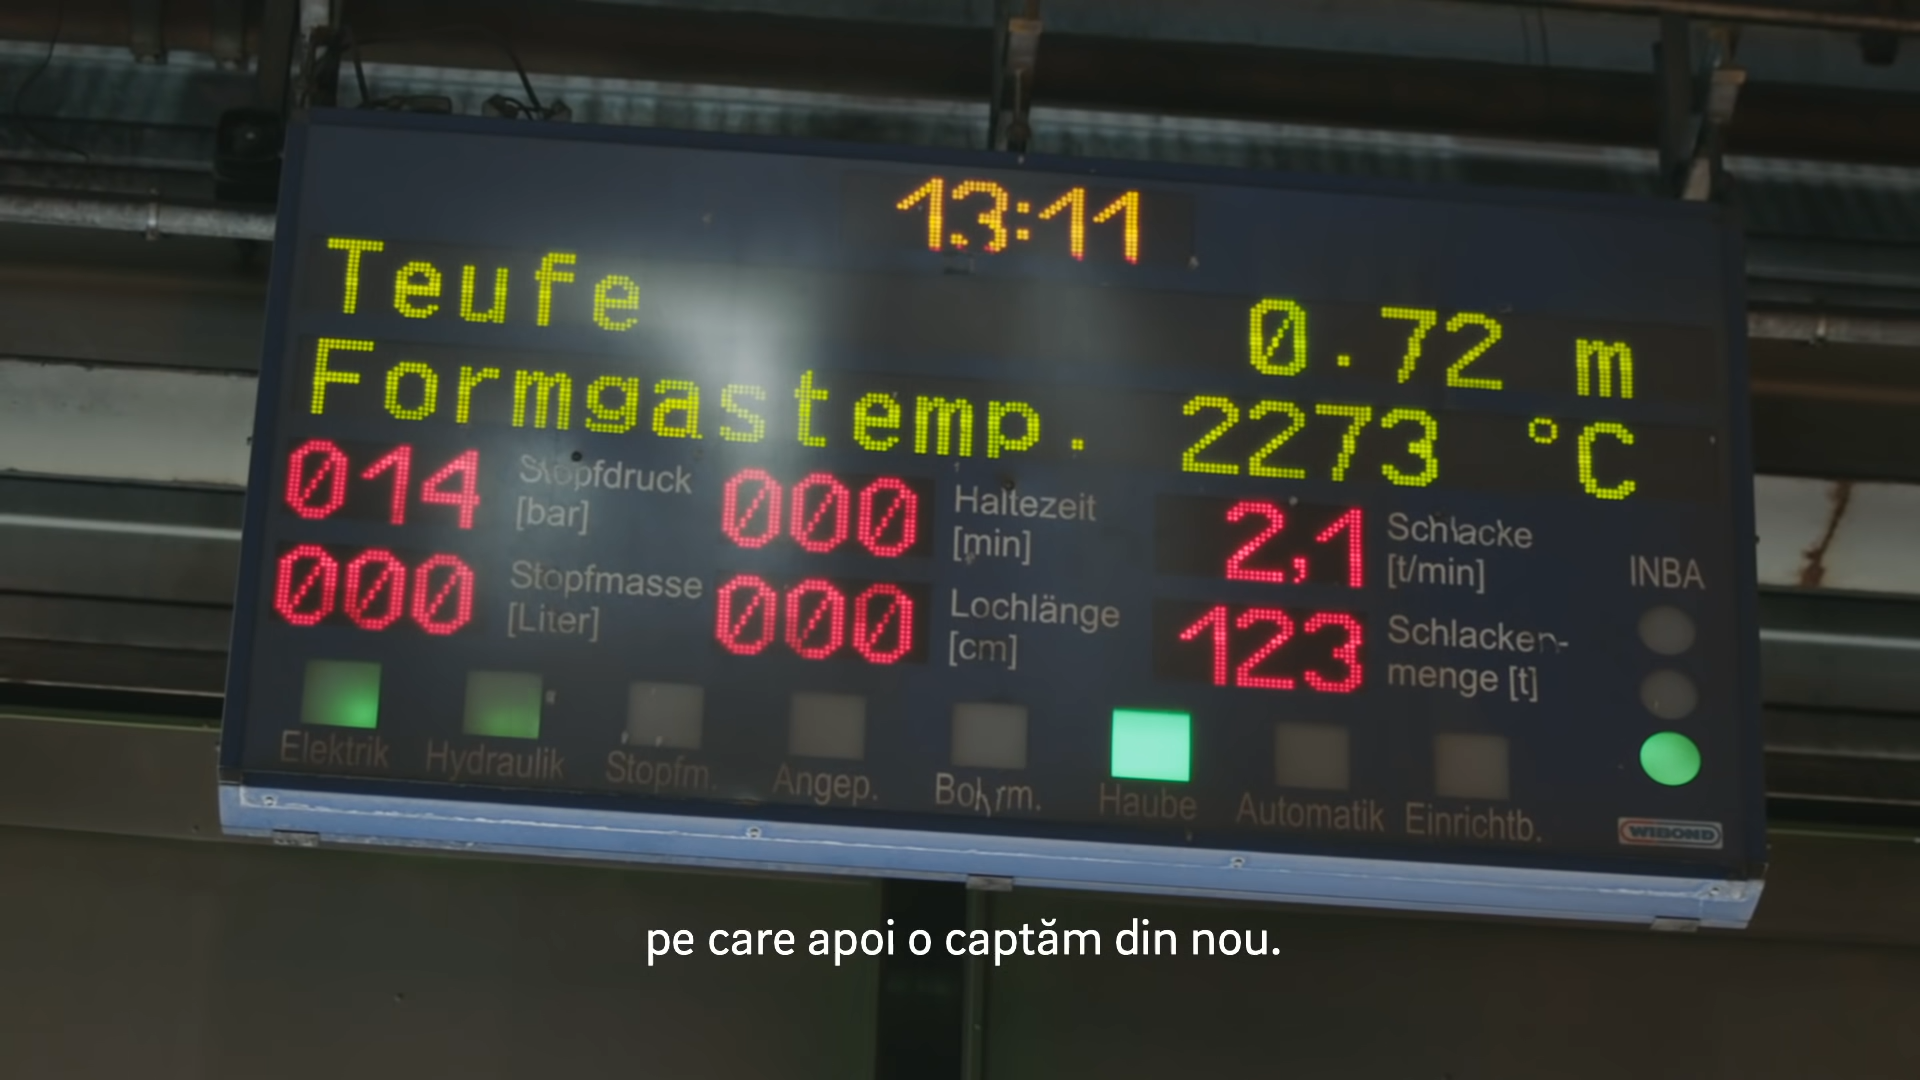 13:11
Teufe 0.72 m
Formgastemp. 2273 °C
014 Stopfdruck [bar] 000 Haltezeit [min] 2,1 Schlacke [t/min]
INBA
000 Stopfmasse [Liter] 000 Lochlänge [cm] 123 Schlacken-menge [t]
Elektrik Hydraulik Stopfm. Angep. Bohrm. Haube Automatik Einrichtb.
WIBOND
pe care apoi o captăm din nou.